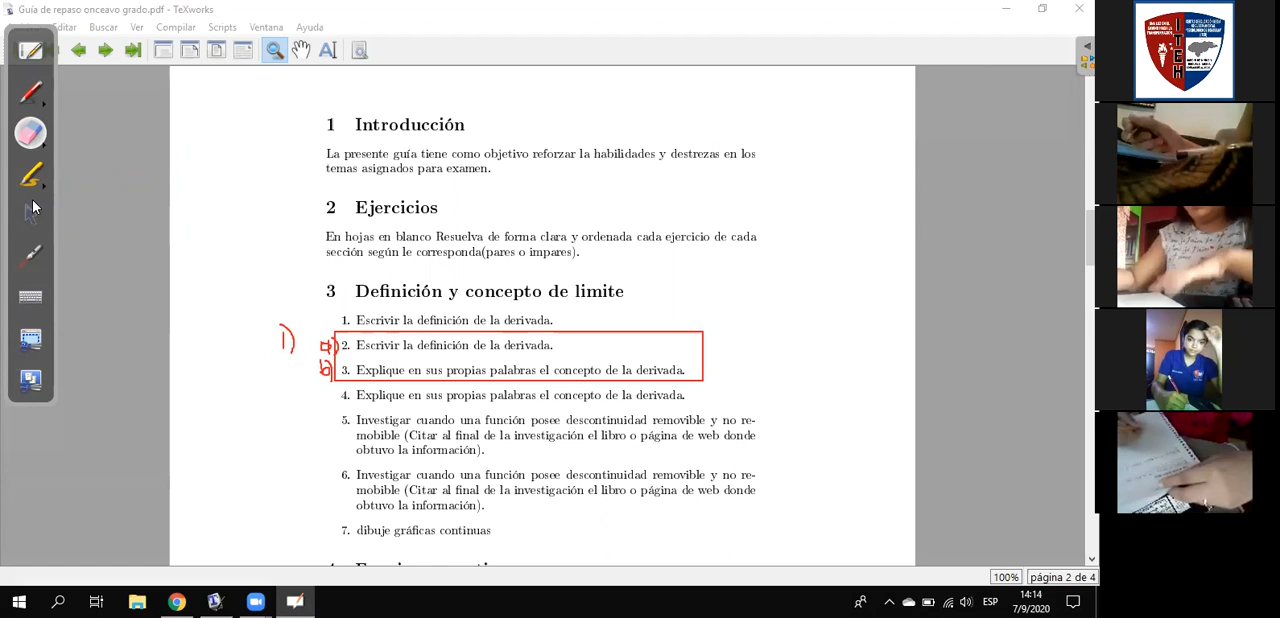 Guía de repaso onceavo grado.pdf - TeXworks
Editar Buscar Ver Compilar Scripts Ventana Ayuda
1 Introducción
La presente guía tiene como objetivo reforzar la habilidades y destrezas en los
temas asignados para examen.
2 Ejercicios
En hojas en blanco Resuelva de forma clara y ordenada cada ejercicio de cada
sección según le corresponda(pares o impares).
3 Definición y concepto de limite
1. Escrivir la definición de la derivada.
1)
a) 2. Escrivir la definición de la derivada.
b) 3. Explique en sus propias palabras el concepto de la derivada.
4. Explique en sus propias palabras el concepto de la derivada.
5. Investigar cuando una función posee descontinuidad removible y no re-
mobible (Citar al final de la investigación el libro o página de web donde
obtuvo la información).
6. Investigar cuando una función posee descontinuidad removible y no re-
mobible (Citar al final de la investigación el libro o página de web donde
obtuvo la información).
7. dibuje gráficas continuas
100% página 2 de 4
ESP
14:14
7/9/2020
ITEH